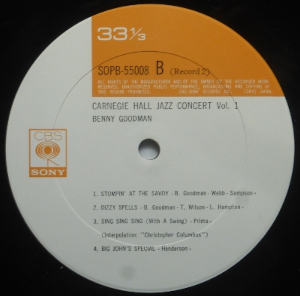 33 1/3
SOPB-55008 B (Record 2)
CARNEGIE HALL JAZZ CONCERT Vol. 1
BENNY GOODMAN
CBS
SONY
1. STOMPIN' AT THE SAVOY - B. Goodman - Webb - Sampson -
2. DIZZY SPELLS - B. Goodman - T. Wilson - L. Hampton -
3. SING SING SING (With A Swing) - Prima -
(Interpolation: "Christopher Columbus")
4. BIG JOHN'S SPECIAL - Henderson -